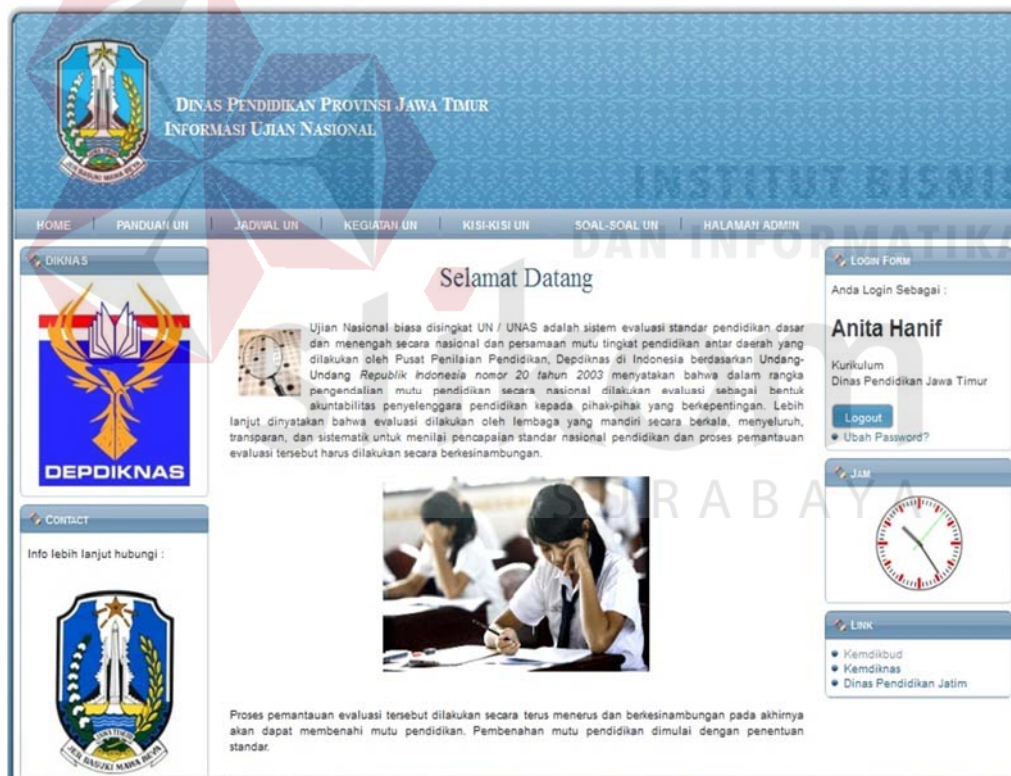 DINAS PENDIDIKAN PROVINSI JAWA TIMUR
INFORMASI UJIAN NASIONAL
INSTITUT BISNIS
DAN INFORMATIKA
HOME
PANDUAN UN
JADWAL UN
KEGIATAN UN
KISI-KISI UN
SOAL-SOAL UN
HALAMAN ADMIN
DIKNAS
DEPDIKNAS
CONTACT
Info lebih lanjut hubungi :
JAWA TIMUR
JER BASUKI MAWA BEYA
Selamat Datang
Ujian Nasional biasa disingkat UN / UNAS adalah sistem evaluasi standar pendidikan dasar
dan menengah secara nasional dan persamaan mutu tingkat pendidikan antar daerah yang
dilakukan oleh Pusat Penilaian Pendidikan, Depdiknas di Indonesia berdasarkan Undang-
Undang Republik Indonesia nomor 20 tahun 2003 menyatakan bahwa dalam rangka
pengendalian mutu pendidikan secara nasional dilakukan evaluasi sebagai bentuk
akuntabilitas penyelenggara pendidikan kepada pihak-pihak yang berkepentingan. Lebih
lanjut dinyatakan bahwa evaluasi dilakukan oleh lembaga yang mandiri secara berkala, menyeluruh,
transparan, dan sistematik untuk menilai pencapaian standar nasional pendidikan dan proses pemantauan
evaluasi tersebut harus dilakukan secara berkesinambungan.
stikom
SURABAYA
Proses pemantauan evaluasi tersebut dilakukan secara terus menerus dan berkesinambungan pada akhirnya
akan dapat membenahi mutu pendidikan. Pembenahan mutu pendidikan dimulai dengan penentuan
standar.
LOGIN FORM
Anda Login Sebagai :
Anita Hanif
Kurikulum
Dinas Pendidikan Jawa Timur
Logout
Ubah Password?
JAM
LINK
Kemdikbud
Kemdiknas
Dinas Pendidikan Jatim